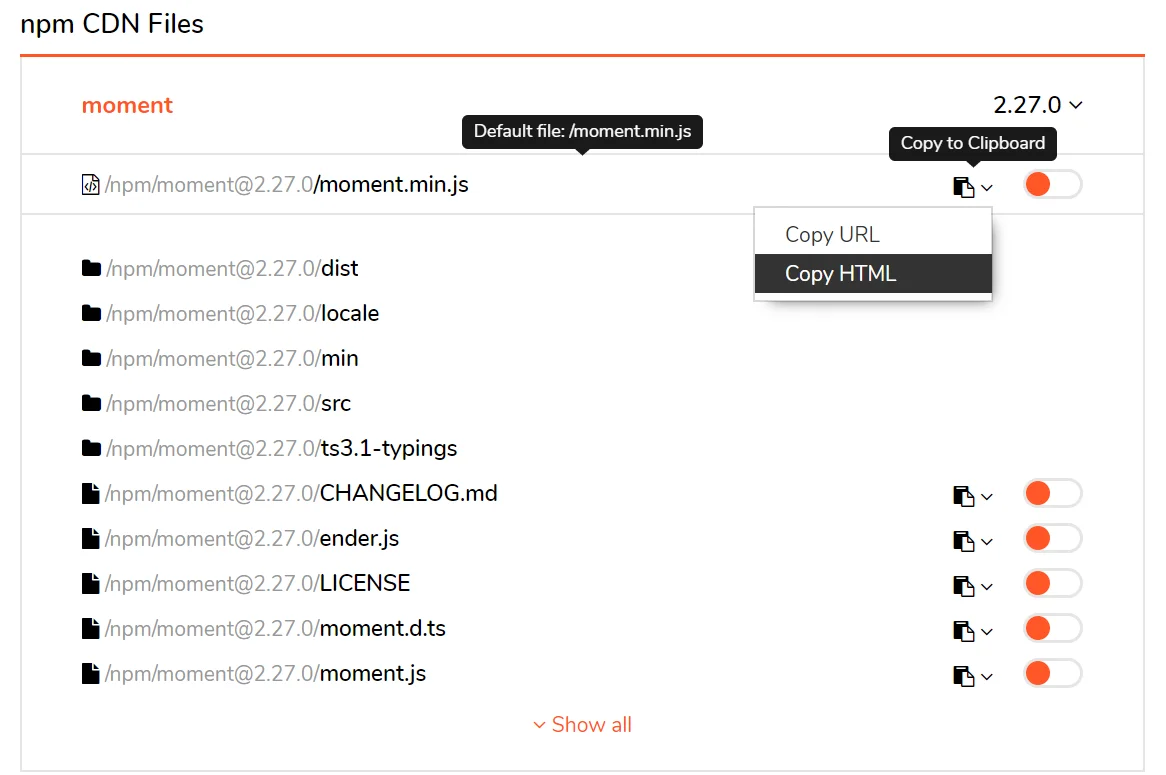 npm CDN Files
moment
2.27.0
Default file: /moment.min.js
Copy to Clipboard
/npm/moment@2.27.0/moment.min.js
Copy URL
Copy HTML
/npm/moment@2.27.0/dist
/npm/moment@2.27.0/locale
/npm/moment@2.27.0/min
/npm/moment@2.27.0/src
/npm/moment@2.27.0/ts3.1-typings
/npm/moment@2.27.0/CHANGELOG.md
/npm/moment@2.27.0/ender.js
/npm/moment@2.27.0/LICENSE
/npm/moment@2.27.0/moment.d.ts
/npm/moment@2.27.0/moment.js
Show all